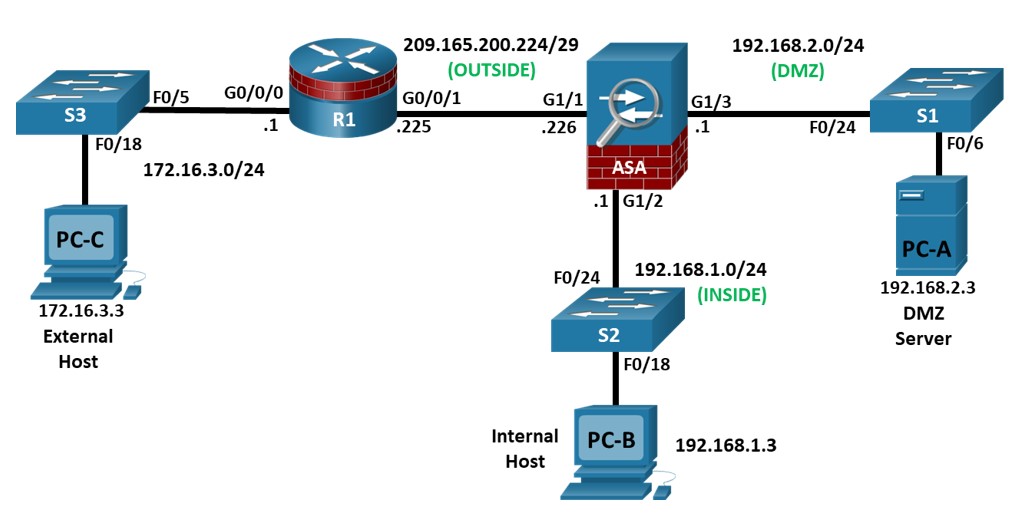 209.165.200.224/29
(OUTSIDE)
192.168.2.0/24
(DMZ)
S3
F0/5
G0/0/0
.1
R1
G0/0/1
.225
G1/1
.226
ASA
G1/3
.1
F0/24
S1
F0/6
F0/18
172.16.3.0/24
.1
G1/2
PC-C
172.16.3.3
External
Host
PC-A
192.168.2.3
DMZ
Server
F0/24
192.168.1.0/24
(INSIDE)
S2
F0/18
Internal
Host
PC-B
192.168.1.3